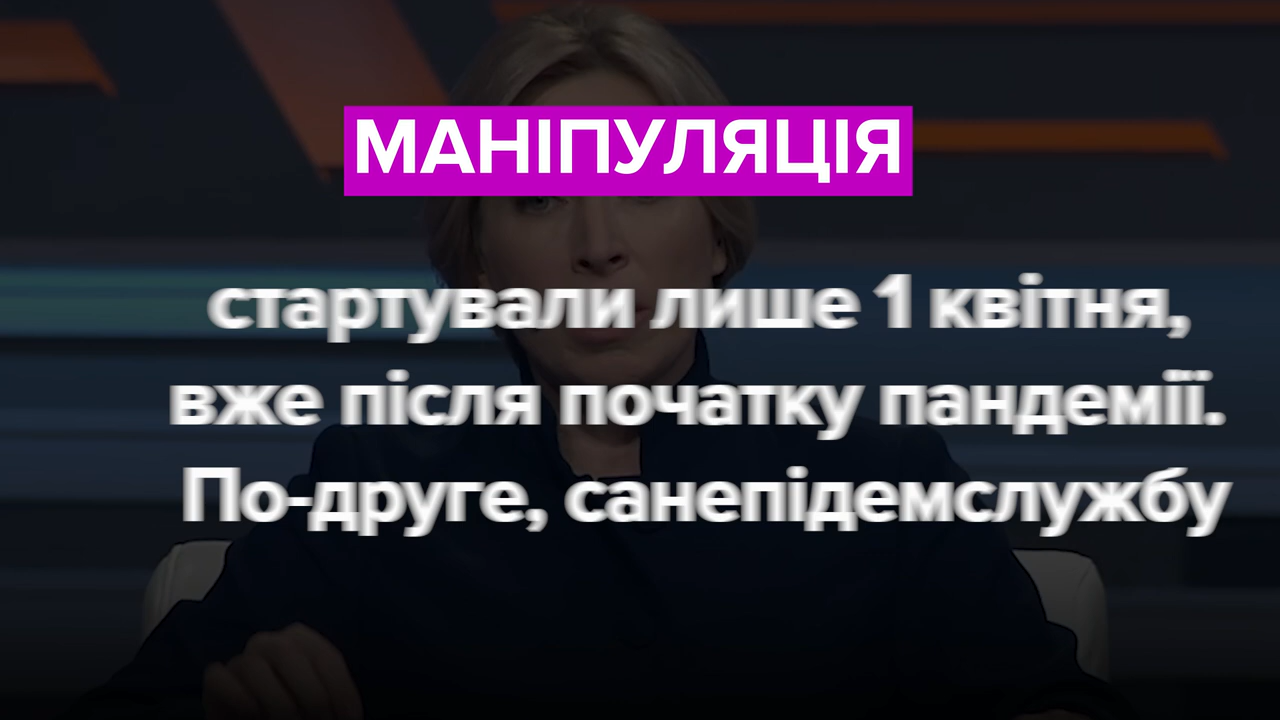 МАНІПУЛЯЦІЯ
стартували лише 1 квітня,
вже після початку пандемії.
По-друге, санепідемслужбу